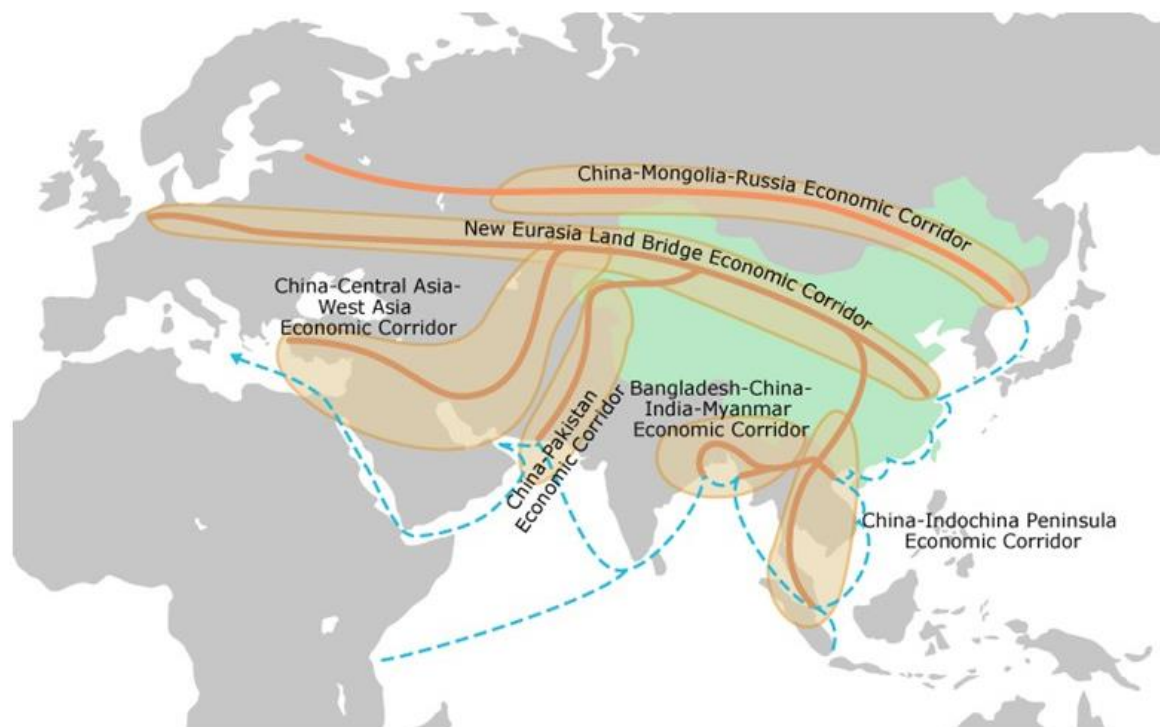 China-Mongolia-Russia Economic Corridor
New Eurasia Land Bridge Economic Corridor
China-Central Asia-
West Asia
Economic Corridor
China-Pakistan
Economic Corridor
Bangladesh-China-
India-Myanmar
Economic Corridor
China-Indochina Peninsula
Economic Corridor